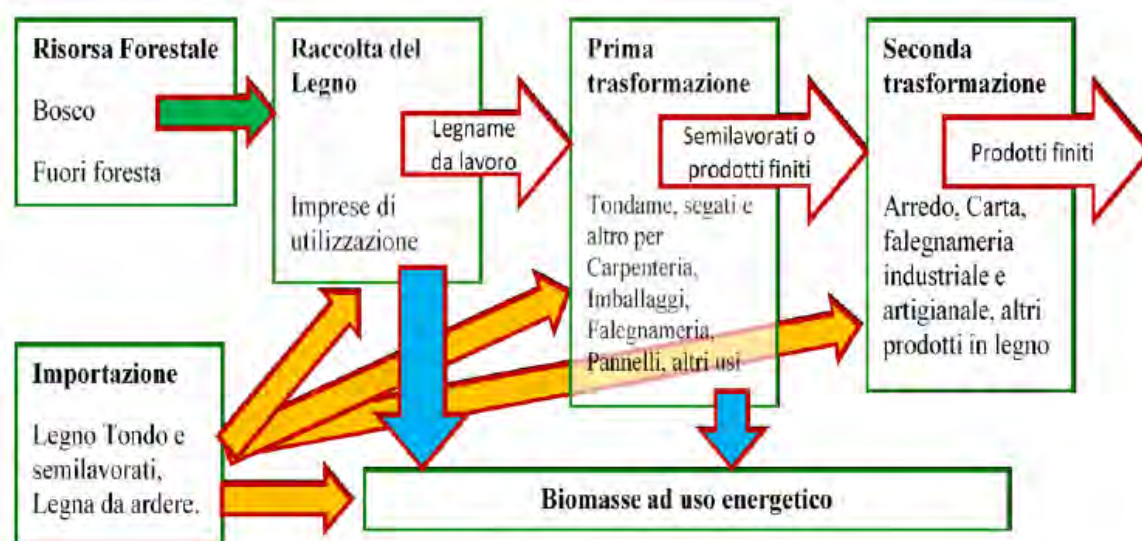 Risorsa Forestale
Bosco
Fuori foresta
Raccolta del
Legno
Legname
da lavoro
Imprese di
utilizzazione
Prima
trasformazione
Semilavorati o
prodotti finiti
Tondame, segati e
altro per
Carpenteria,
Imballaggi,
Falegnameria,
Pannelli, altri usi
Seconda
trasformazione
Prodotti finiti
Arredo, Carta,
falegnameria
industriale e
artigianale, altri
prodotti in legno
Importazione
Legno Tondo e
semilavorati,
Legna da ardere.
Biomasse ad uso energetico